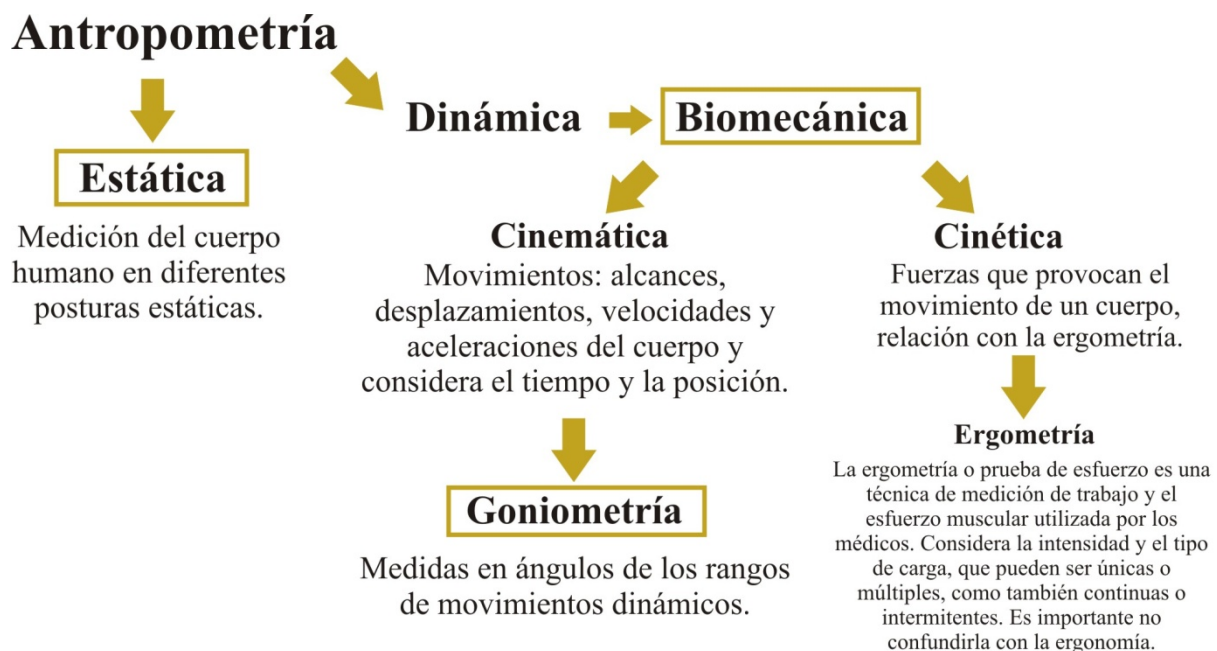 Antropometría
Dinámica
Biomecánica
Estática
Medición del cuerpo
humano en diferentes
posturas estáticas.
Cinemática
Movimientos: alcances,
desplazamientos, velocidades y
aceleraciones del cuerpo y
considera el tiempo y la posición.
Goniometría
Medidas en ángulos de los rangos
de movimientos dinámicos.
Cinética
Fuerzas que provocan el
movimiento de un cuerpo,
relación con la ergometría.
Ergometría
La ergometría o prueba de esfuerzo es una
técnica de medición de trabajo y el
esfuerzo muscular utilizada por los
médicos. Considera la intensidad y el tipo
de carga, que pueden ser únicas o
múltiples, como también continuas o
intermitentes. Es importante no
confundirla con la ergonomía.